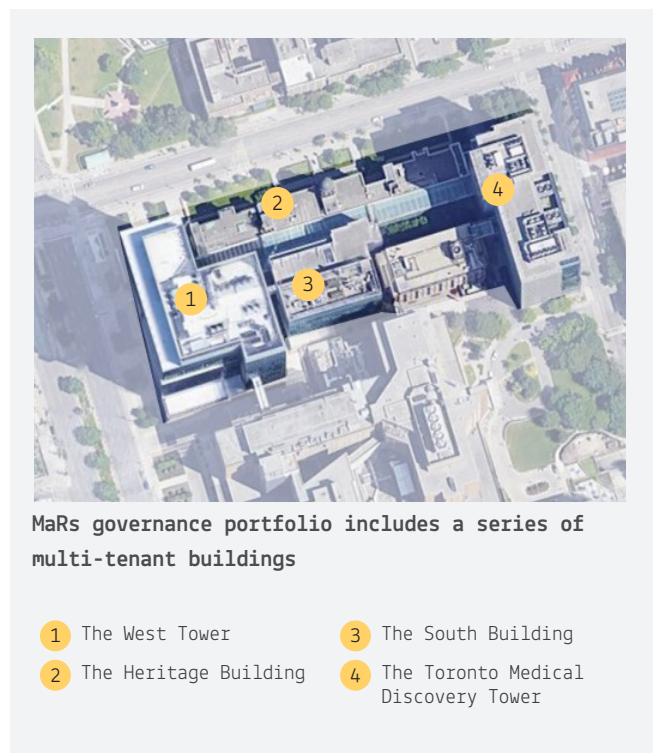 2
4
3
1
MaRs governance portfolio includes a series of
multi-tenant buildings
1 The West Tower
2 The Heritage Building
3 The South Building
4 The Toronto Medical
Discovery Tower